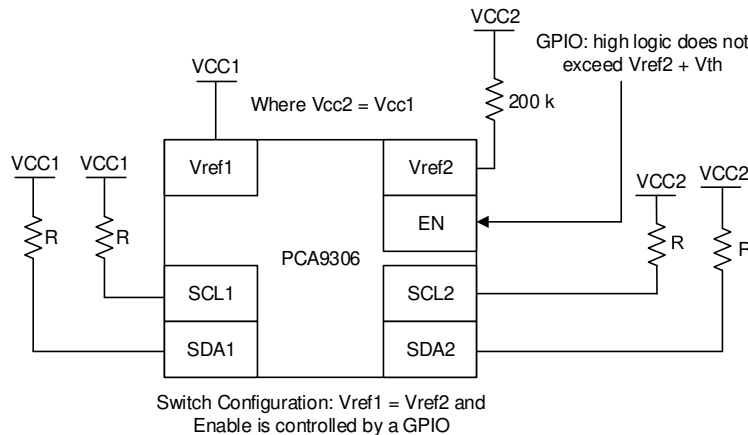 VCC2
GPIO: high logic does not
exceed Vref2 + Vth
VCC1
Where Vcc2 = Vcc1
200 k
VCC1
VCC1
Vref1
Vref2
VCC2
VCC2
EN
R
R
R
R
PCA9306
SCL1
SCL2
SDA1
SDA2
Switch Configuration: Vref1 = Vref2 and
Enable is controlled by a GPIO